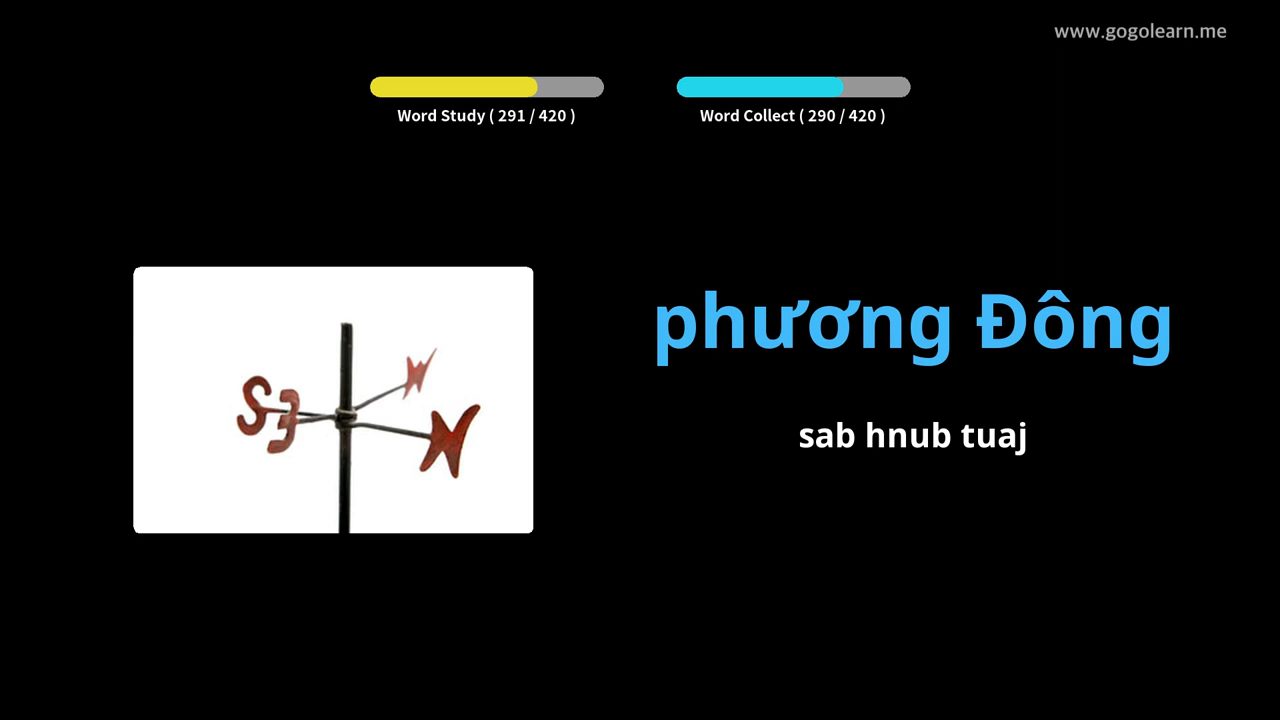 www.gogolearn.me
Word Study ( 291 / 420 )
Word Collect ( 290 / 420 )
phương Đông
S E N
sab hnub tuaj